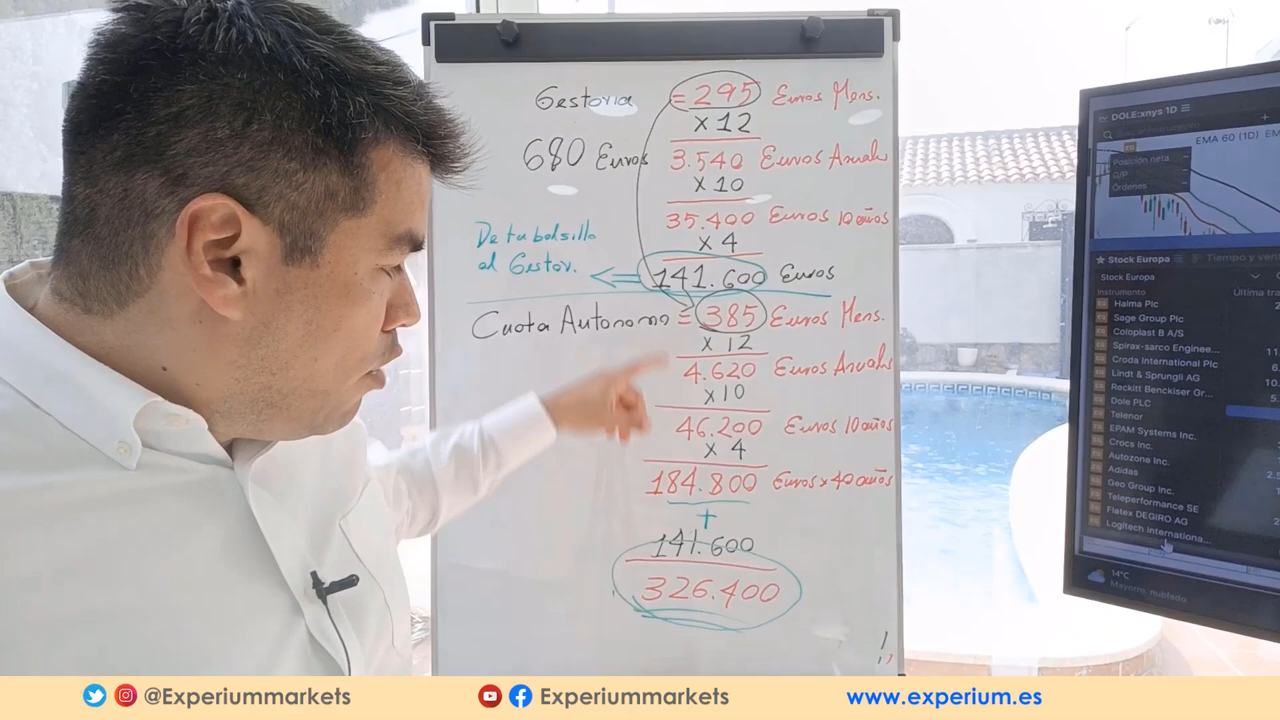 Gestoria = 295 Euros Mens.
x 12
680 Euros
3.540 Euros Anuales
x 10
35.400 Euros 10 años
x 4
De tu bolsillo
al Gestor.
141.600 Euros
Cuota Autonomo = 385 Euros Mens.
x 12
4.620 Euros Anuales
x 10
46.200 Euros 10 años
x 4
184.800 Euros x 40 años
+
141.600
326.400
DOLE:xnys 1D
EMA 60 (1D)
Posición neta
G/P
Órdenes
Stock Europa
Tiempo y
Stock Europa
Instrumento
Última
Halma Plc
Sage Group Plc
Coloplast B A/S
Spirax-sarco Enginee...
Croda International Plc
Lindt & Sprungli AG
Reckitt Benckiser Gr...
Dole PLC
Telenor
EPAM Systems Inc.
Crocs Inc.
Autozone Inc.
Adidas
Geo Group Inc.
Teleperformance SE
Flatex DEGIRO AG
Logitech Internationa...
14°C
Mayorm. nublado
@Experiummarkets
Experiummarkets
www.experium.es